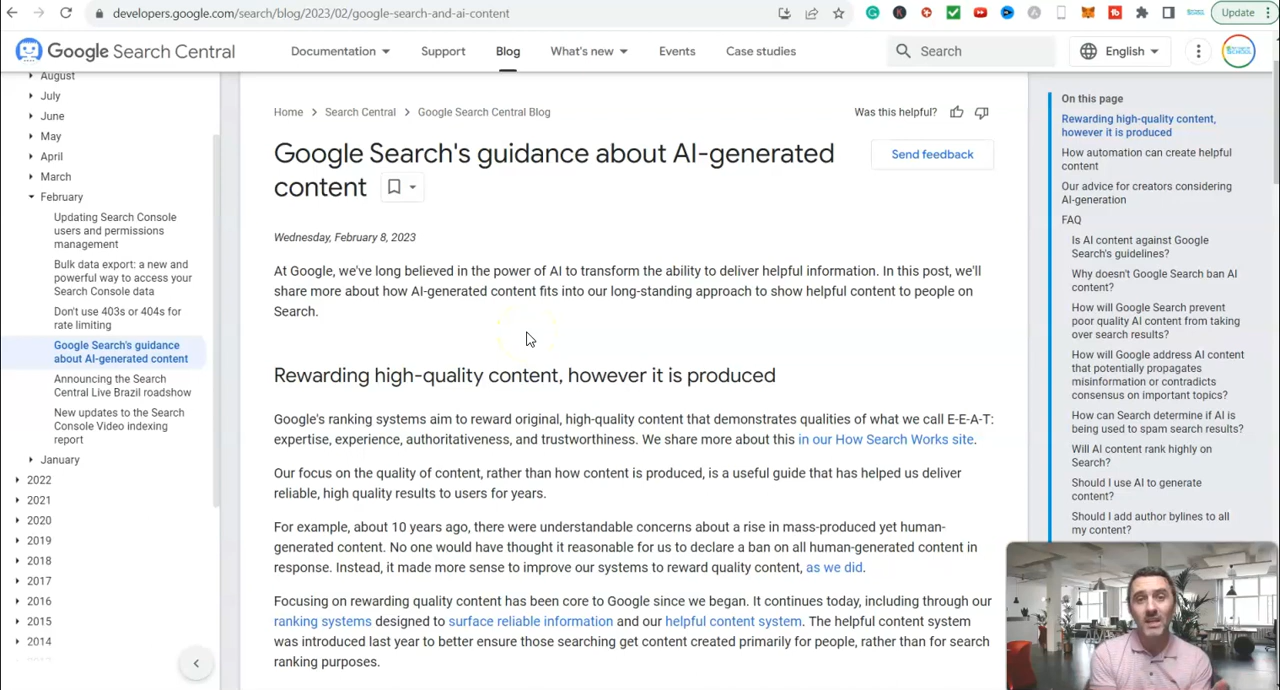 developers.google.com/search/blog/2023/02/google-search-and-ai-content
Update
Google Search Central
Documentation
Support
Blog
What's new
Events
Case studies
Search
English
August
July
June
May
April
March
February
Updating Search Console
users and permissions
management
Bulk data export: a new and
powerful way to access your
Search Console data
Don't use 403s or 404s for
rate limiting
Google Search's guidance
about AI-generated content
Announcing the Search
Central Live Brazil roadshow
New updates to the Search
Console Video indexing
report
January
2022
2021
2020
2019
2018
2017
2016
2015
2014
Home > Search Central > Google Search Central Blog
Was this helpful?
Google Search's guidance about AI-generated
content
Send feedback
Wednesday, February 8, 2023
At Google, we've long believed in the power of AI to transform the ability to deliver helpful information. In this post, we'll
share more about how AI-generated content fits into our long-standing approach to show helpful content to people on
Search.
Rewarding high-quality content, however it is produced
Google's ranking systems aim to reward original, high-quality content that demonstrates qualities of what we call E-E-A-T:
expertise, experience, authoritativeness, and trustworthiness. We share more about this in our How Search Works site.
Our focus on the quality of content, rather than how content is produced, is a useful guide that has helped us deliver
reliable, high quality results to users for years.
For example, about 10 years ago, there were understandable concerns about a rise in mass-produced yet human-
generated content. No one would have thought it reasonable for us to declare a ban on all human-generated content in
response. Instead, it made more sense to improve our systems to reward quality content, as we did.
Focusing on rewarding quality content has been core to Google since we began. It continues today, including through our
ranking systems designed to surface reliable information and our helpful content system. The helpful content system
was introduced last year to better ensure those searching get content created primarily for people, rather than for search
ranking purposes.
On this page
Rewarding high-quality content,
however it is produced
How automation can create helpful
content
Our advice for creators considering
AI-generation
FAQ
Is AI content against Google
Search's guidelines?
Why doesn't Google Search ban AI
content?
How will Google Search prevent
poor quality AI content from taking
over search results?
How will Google address AI content
that potentially propagates
misinformation or contradicts
consensus on important topics?
How can Search determine if AI is
being used to spam search results?
Will AI content rank highly on
Search?
Should I use AI to generate
content?
Should I add author bylines to all
my content?